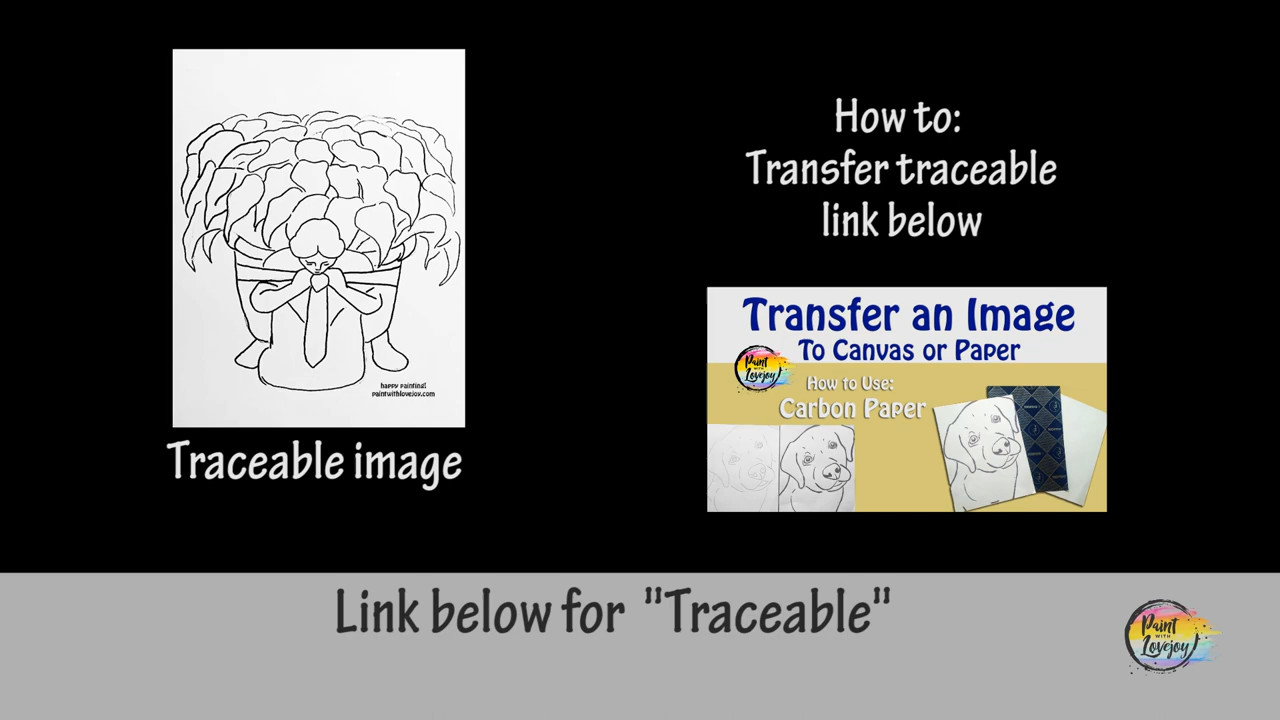 happy painting!
paintwithlovejoy.com
Traceable image
How to:
Transfer traceable
link below
Transfer an Image
To Canvas or Paper
Paint
WITH
Lovejoy
How to Use:
Carbon Paper
Link below for "Traceable"
Paint
WITH
Lovejoy